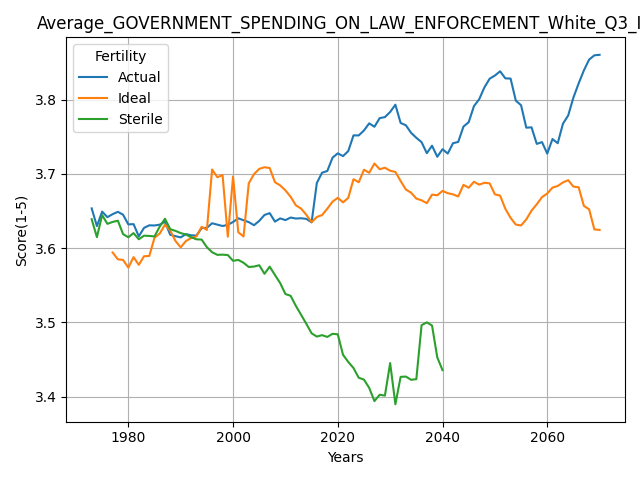 Average_GOVERNMENT_SPENDING_ON_LAW_ENFORCEMENT_White_Q3_I
Fertility
Actual
Ideal
Sterile
Score(1-5)
3.8
3.7
3.6
3.5
3.4
1980
2000
2020
2040
2060
Years